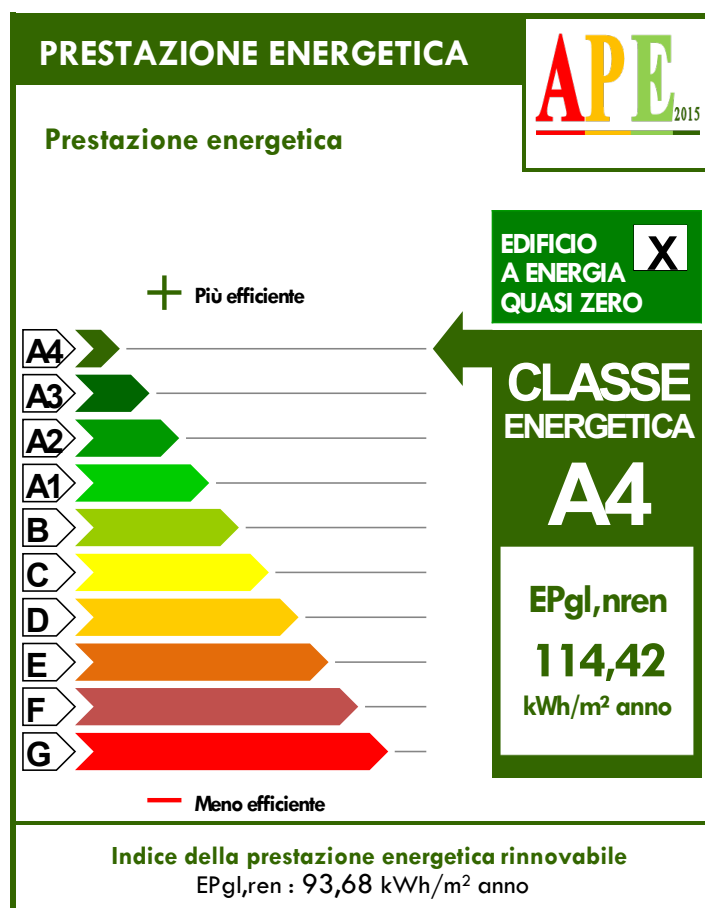 PRESTAZIONE ENERGETICA
APE 2015
Prestazione energetica
EDIFICIO
A ENERGIA
QUASI ZERO
X
+ Più efficiente
A4
A3
A2
A1
B
C
D
E
F
G
CLASSE
ENERGETICA
A4
EPgl,nren
114,42
kWh/m² anno
— Meno efficiente
Indice della prestazione energetica rinnovabile
EPgl,ren : 93,68 kWh/m² anno